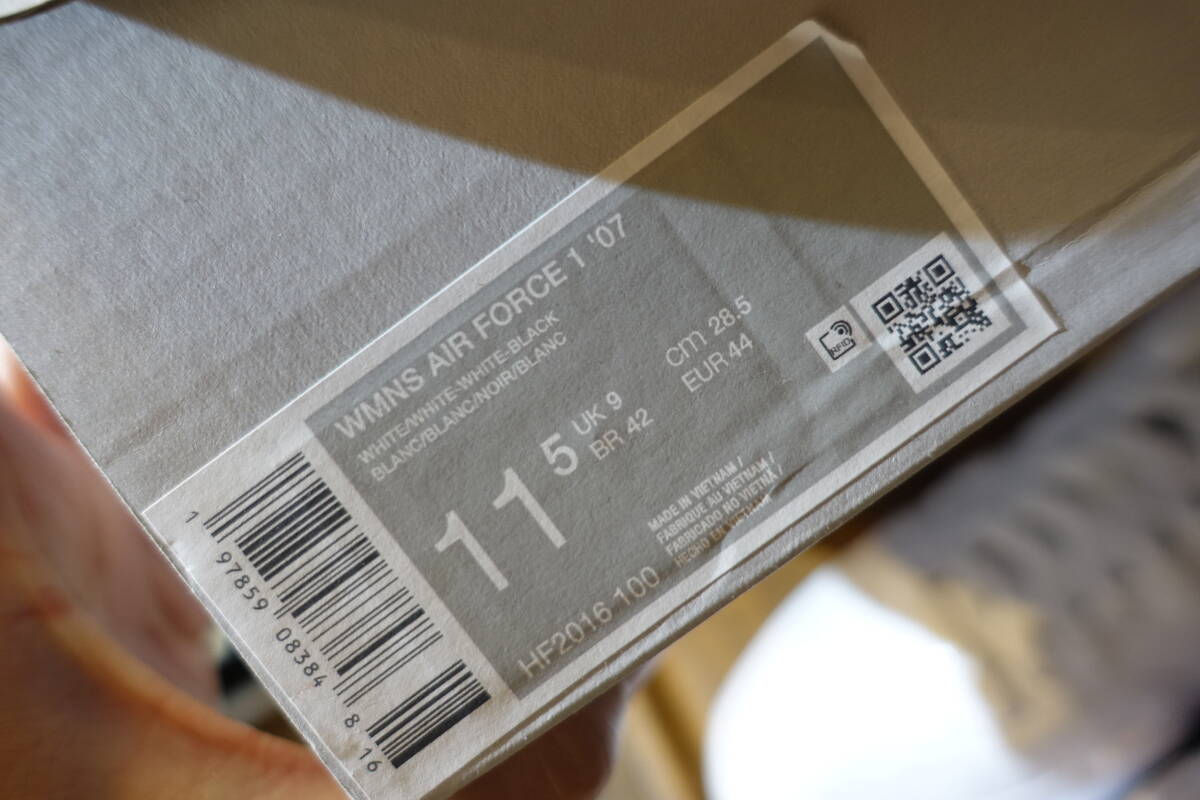 WMNS AIR FORCE 1 '07
WHITE/WHITE-WHITE-BLACK
BLANC/BLANC/NOIR/BLANC
11 5
UK 9
BR 42
cm 28.5
EUR 44
RFID
MADE IN VIETNAM /
FABRIQUE AU VIETNAM /
FABRICADO NO VIETNÃ /
HECHO EN VIETNAM
HF2016 100
1 97859 08384 8 16